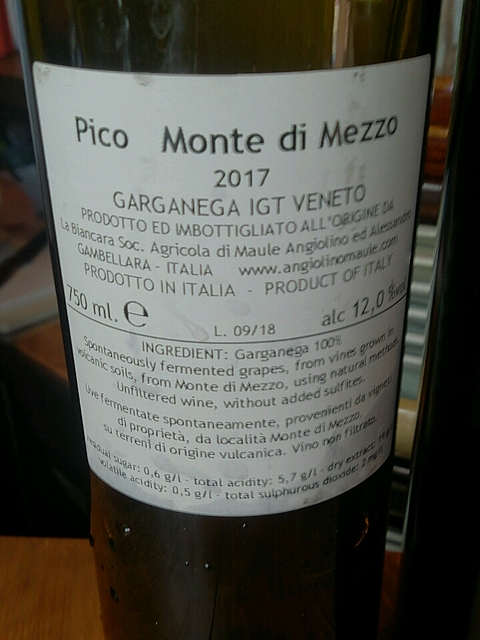 Pico Monte di Mezzo
2017
GARGANEGA IGT VENETO
PRODOTTO ED IMBOTTIGLIATO ALL'ORIGINE DA
La Biancara Soc. Agricola di Maule Angiolino ed Alessandro
GAMBELLARA - ITALIA www.angiolinomaule.com
PRODOTTO IN ITALIA - PRODUCT OF ITALY
750 ml. e alc 12,0 %vol
L. 09/18
INGREDIENT: Garganega 100%
Spontaneously fermented grapes, from vines grown in
volcanic soils, from Monte di Mezzo, using natural methods.
Unfiltered wine, without added sulfites.
Uve fermentate spontaneamente, provenienti da vigneti
di proprietà, da località Monte di Mezzo,
su terreni di origine vulcanica. Vino non filtrato.
residual sugar: 0,6 g/l - total acidity: 5,7 g/l - dry extract:
volatile acidity: 0,5 g/l - total sulphurous dioxide: 2 mg/l